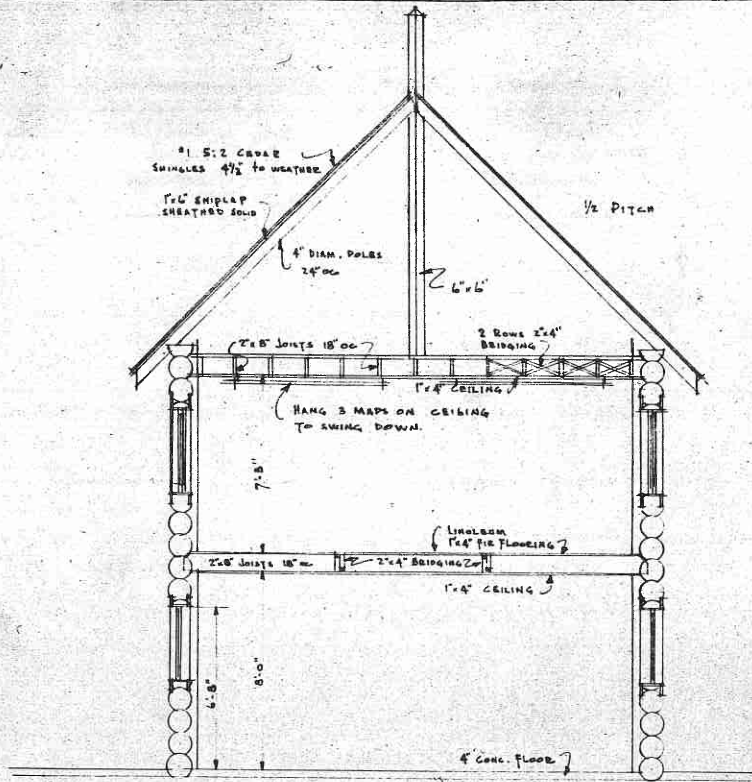 #1 5:2 CEDAR
SHINGLES 4½" TO WEATHER
1"x6" SHIPLAP
SHEATHED SOLID
4" DIAM. POLES
24" OC
½ PITCH
6"x6"
2"x8" JOISTS 18" OC
2 ROWS 2"x4"
BRIDGING
1"x4" CEILING
HANG 3 MAPS ON CEILING
TO SWING DOWN.
7'-8"
LINOLEUM
1"x4" FIR FLOORING
2"x8" JOISTS 18" OC
2"x4" BRIDGING
1"x4" CEILING
6'-8"
8'-0"
4" CONC. FLOOR